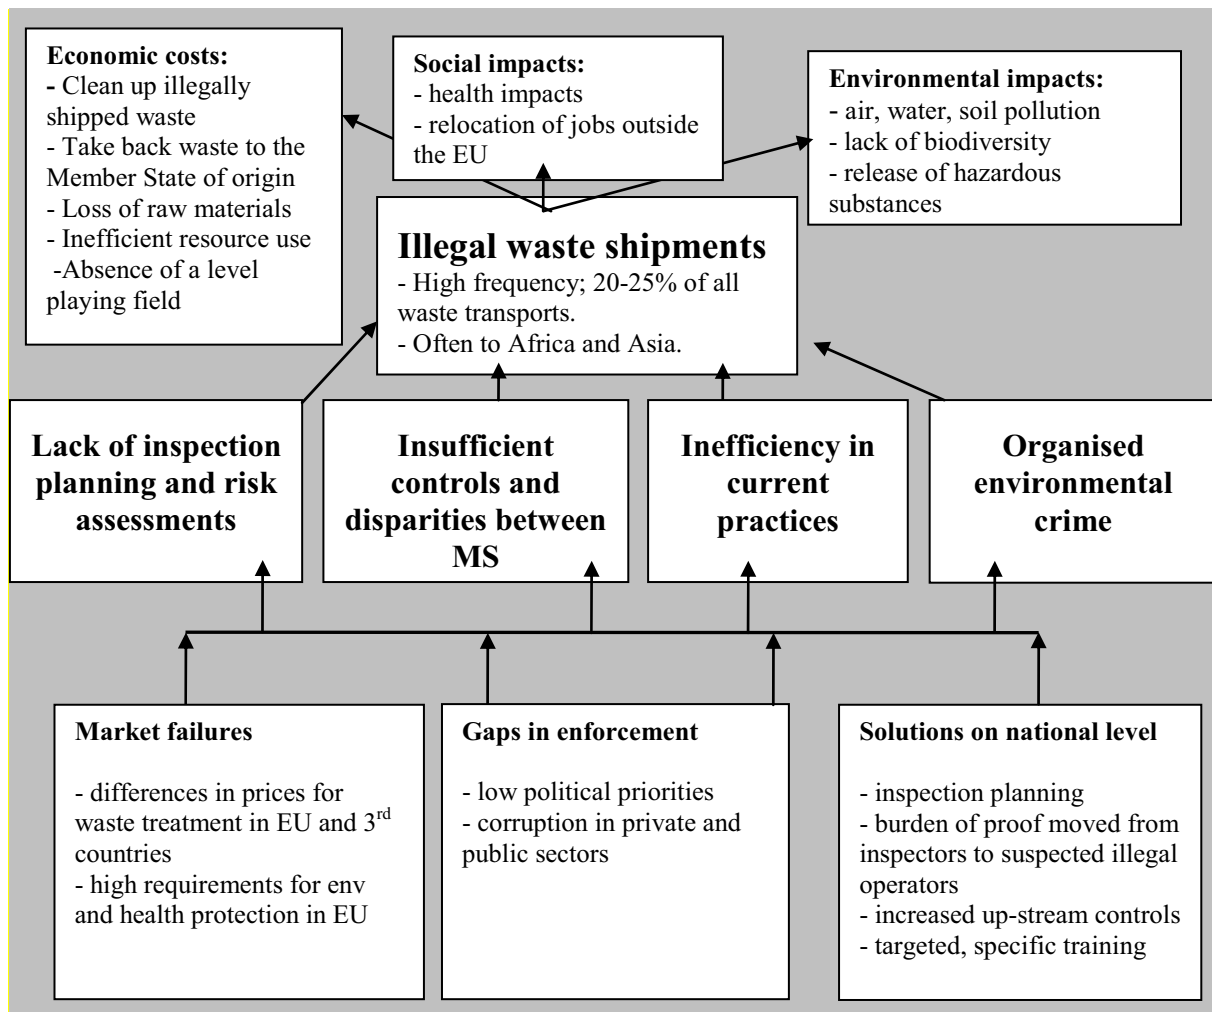 Economic costs:
- Clean up illegally
shipped waste
- Take back waste to the
Member State of origin
- Loss of raw materials
- Inefficient resource use
-Absence of a level
playing field
Social impacts:
- health impacts
- relocation of jobs outside
the EU
Environmental impacts:
- air, water, soil pollution
- lack of biodiversity
- release of hazardous
substances
Illegal waste shipments
- High frequency; 20-25% of all
waste transports.
- Often to Africa and Asia.
Lack of inspection
planning and risk
assessments
Insufficient
controls and
disparities between
MS
Inefficiency in
current
practices
Organised
environmental
crime
Market failures
- differences in prices for
waste treatment in EU and 3rd
countries
- high requirements for env
and health protection in EU
Gaps in enforcement
- low political priorities
- corruption in private and
public sectors
Solutions on national level
- inspection planning
- burden of proof moved from
inspectors to suspected illegal
operators
- increased up-stream controls
- targeted, specific training